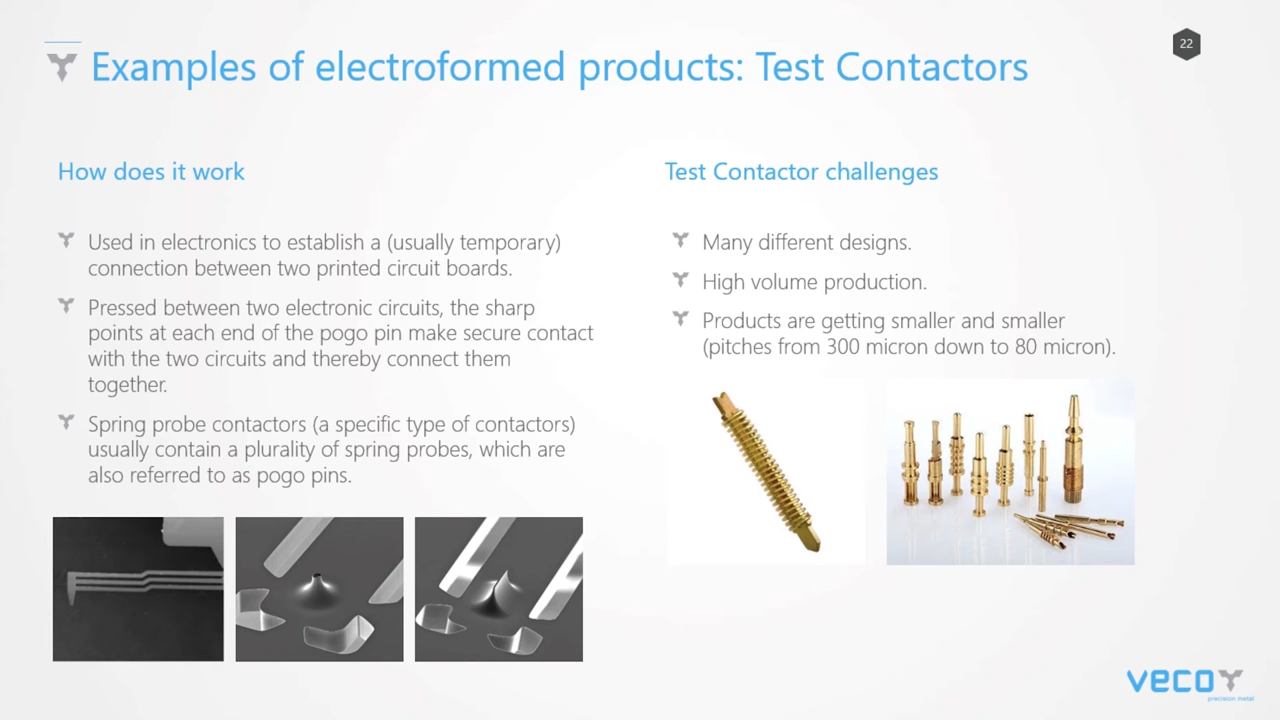 22
Examples of electroformed products: Test Contactors
How does it work
Used in electronics to establish a (usually temporary)
connection between two printed circuit boards.
Pressed between two electronic circuits, the sharp
points at each end of the pogo pin make secure contact
with the two circuits and thereby connect them
together.
Spring probe contactors (a specific type of contactors)
usually contain a plurality of spring probes, which are
also referred to as pogo pins.
Test Contactor challenges
Many different designs.
High volume production.
Products are getting smaller and smaller
(pitches from 300 micron down to 80 micron).
veco
precision metal